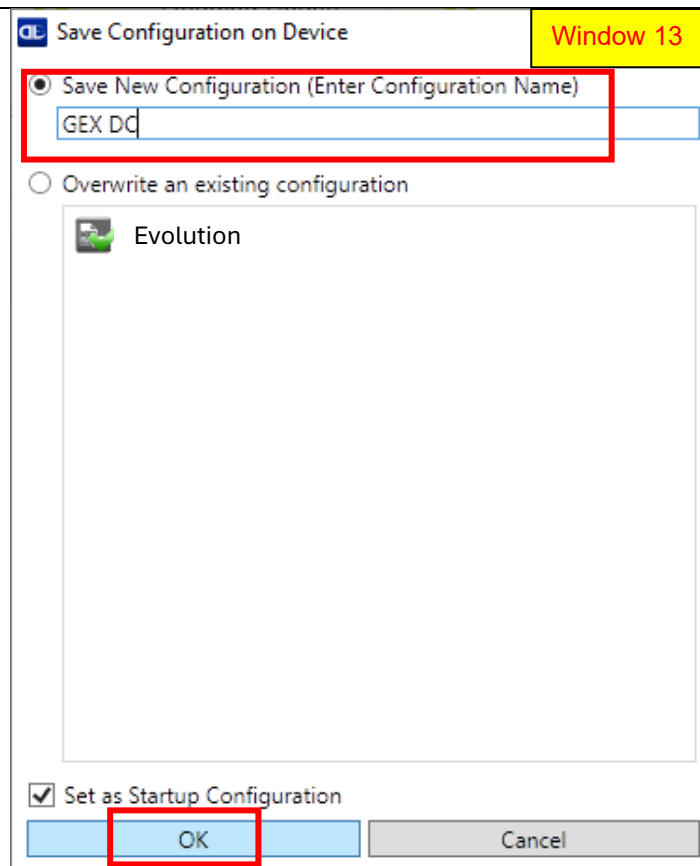 Save Configuration on Device
Window 13
Save New Configuration (Enter Configuration Name)
GEX DC
Overwrite an existing configuration
Evolution
Set as Startup Configuration
OK
Cancel